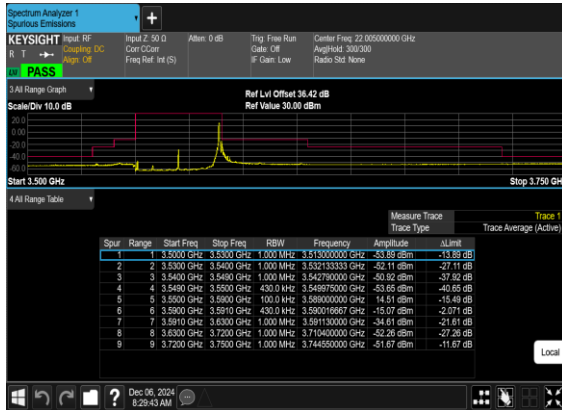 Spectrum Analyzer 1
Spurious Emissions
+
KEYSIGHT Input: RF Input Z: 50 Ω Atten: 0 dB Trig: Free Run Center Freq: 22.005000000 GHz
R T Coupling: DC Corr CCorr Gate: Off Avg|Hold: 300/300
Align: Off Freq Ref: Int (S) IF Gain: Low Radio Std: None
PASS
3 All Range Graph
Ref Lvl Offset 36.42 dB
Scale/Div 10.0 dB Ref Value 30.00 dBm
20.0
0.00
-20.0
-40.0
-60.0
Start 3.500 GHz Stop 3.750 GH
4 All Range Table
Measure Trace Trace 1
Trace Type Trace Average (Active)
Spur Range Start Freq Stop Freq RBW Frequency Amplitude ΔLimit
1 1 3.5000 GHz 3.5300 GHz 1.000 MHz 3.513000000 GHz -53.89 dBm -13.89 dB
2 2 3.5300 GHz 3.5400 GHz 1.000 MHz 3.532133333 GHz -52.11 dBm -27.11 dB
3 3 3.5400 GHz 3.5490 GHz 1.000 MHz 3.542790000 GHz -50.92 dBm -37.92 dB
4 4 3.5490 GHz 3.5500 GHz 430.0 kHz 3.549975000 GHz -53.65 dBm -40.65 dB
5 5 3.5500 GHz 3.5900 GHz 100.0 kHz 3.589000000 GHz 14.51 dBm -15.49 dB
6 6 3.5900 GHz 3.5910 GHz 430.0 kHz 3.590016667 GHz -15.07 dBm -2.071 dB
7 7 3.5910 GHz 3.6300 GHz 1.000 MHz 3.591130000 GHz -34.61 dBm -21.61 dB
8 8 3.6300 GHz 3.7200 GHz 1.000 MHz 3.710400000 GHz -52.26 dBm -27.26 dB
9 9 3.7200 GHz 3.7500 GHz 1.000 MHz 3.744550000 GHz -51.67 dBm -11.67 dB
Local
? Dec 06, 2024
8:29:43 AM